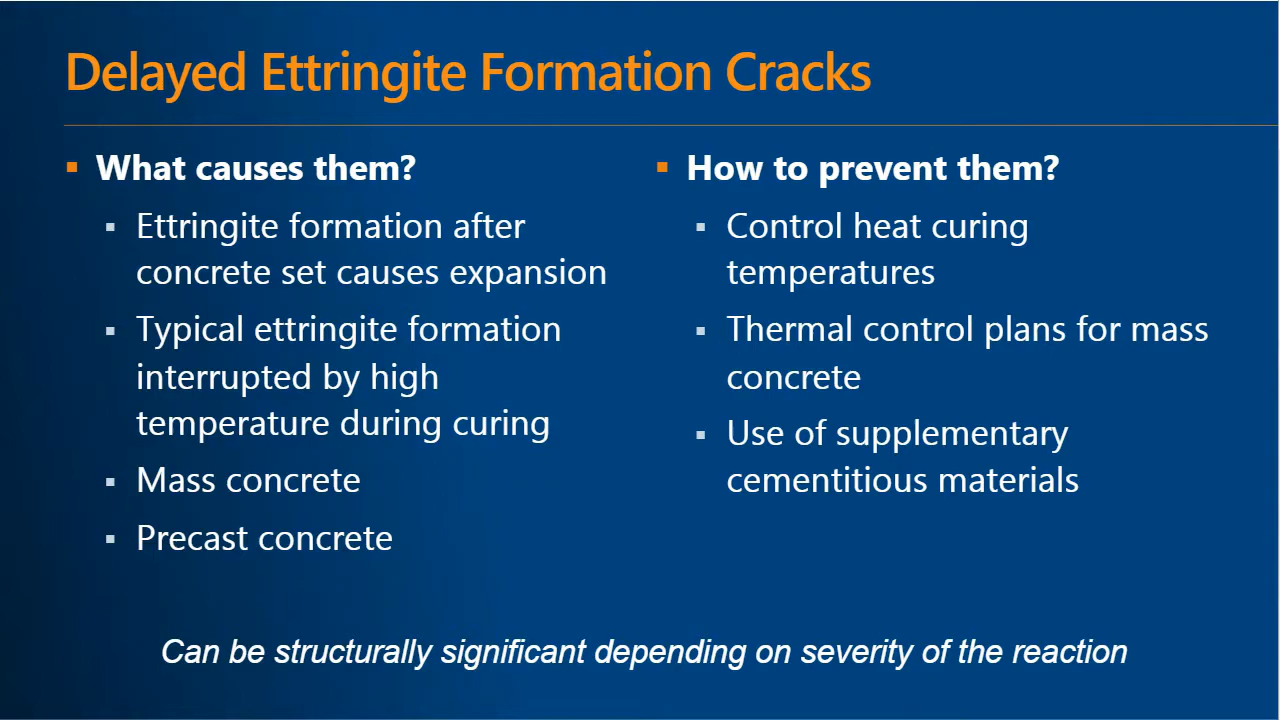 Delayed Ettringite Formation Cracks
What causes them?
Ettringite formation after
concrete set causes expansion
Typical ettringite formation
interrupted by high
temperature during curing
Mass concrete
Precast concrete
How to prevent them?
Control heat curing
temperatures
Thermal control plans for mass
concrete
Use of supplementary
cementitious materials
Can be structurally significant depending on severity of the reaction